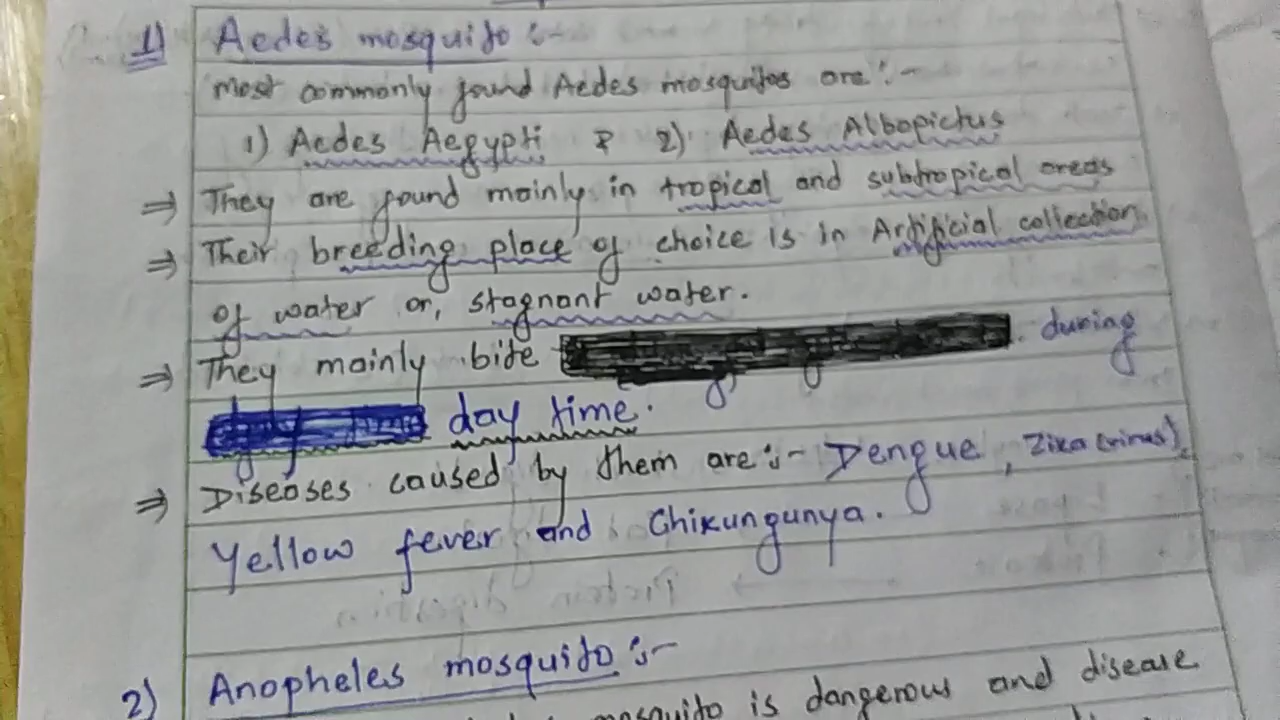 1) Aedes mosquito :-
Most commonly found Aedes mosquitos are :-
1) Aedes Aegypti & 2) Aedes Albopictus
⇒ They are found mainly in tropical and subtropical areas
⇒ Their breeding place of choice is in Artificial collection
of water or, stagnant water.
⇒ They mainly bite during
day time.
⇒ Diseases caused by them are :- Dengue, Zika (virus),
Yellow fever and Chikungunya.
2) Anopheles mosquito :-
mosquito is dangerous and disease